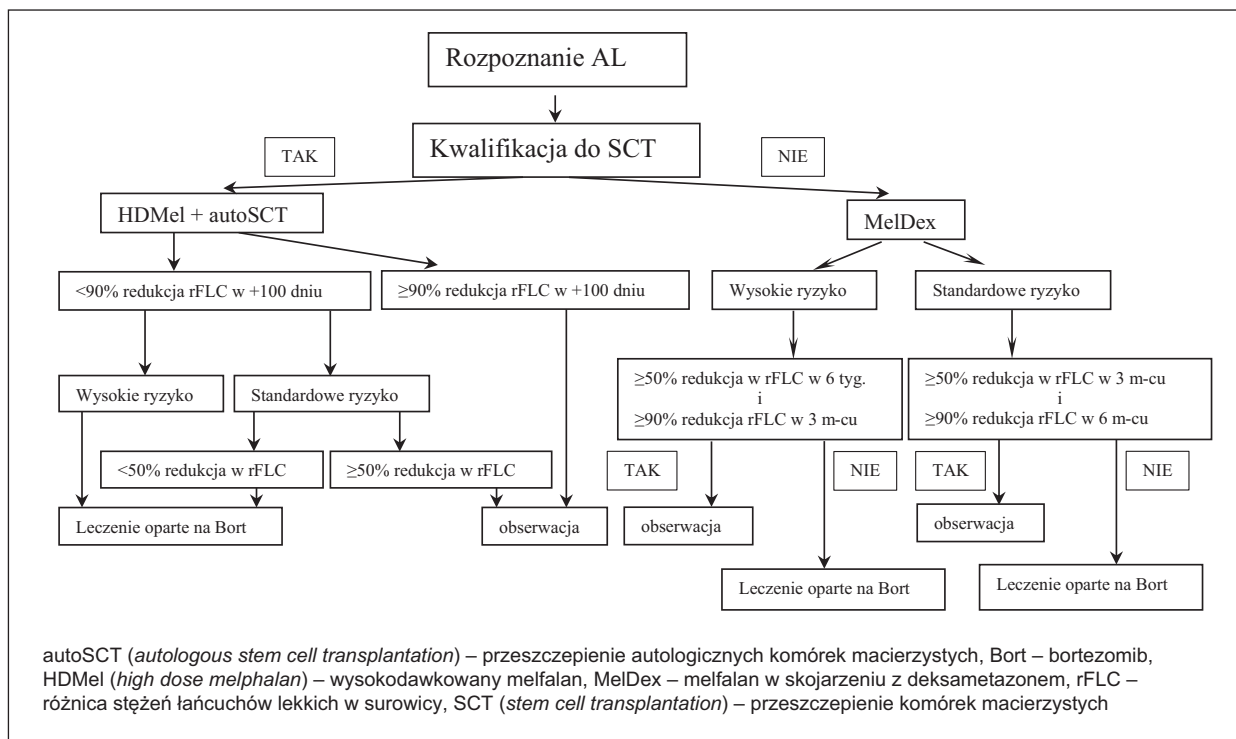 Rozpoznanie AL
Kwalifikacja do SCT
TAK
NIE
HDMel + autoSCT
MelDex
<90% redukcja rFLC w +100 dniu
≥90% redukcja rFLC w +100 dniu
Wysokie ryzyko
Standardowe ryzyko
Wysokie ryzyko
Standardowe ryzyko
≥50% redukcja w rFLC w 6 tyg.
i
≥90% redukcja rFLC w 3 m-cu
≥50% redukcja w rFLC w 3 m-cu
i
≥90% redukcja rFLC w 6 m-cu
<50% redukcja w rFLC
≥50% redukcja w rFLC
TAK
NIE
TAK
NIE
Leczenie oparte na Bort
obserwacja
obserwacja
obserwacja
Leczenie oparte na Bort
Leczenie oparte na Bort
autoSCT (autologous stem cell transplantation) – przeszczepienie autologicznych komórek macierzystych, Bort – bortezomib,
HDMel (high dose melphalan) – wysokodawkowany melfalan, MelDex – melfalan w skojarzeniu z deksametazonem, rFLC –
różnica stężeń łańcuchów lekkich w surowicy, SCT (stem cell transplantation) – przeszczepienie komórek macierzystych